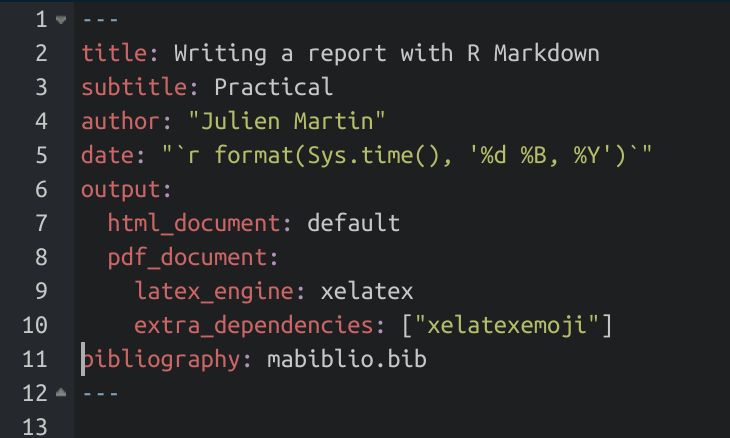 1 ---
2 title: Writing a report with R Markdown
3 subtitle: Practical
4 author: "Julien Martin"
5 date: "`r format(Sys.time(), '%d %B, %Y')`"
6 output:
7   html_document: default
8   pdf_document:
9     latex_engine: xelatex
10     extra_dependencies: ["xelatexemoji"]
11 bibliography: mabiblio.bib
12 ---
13